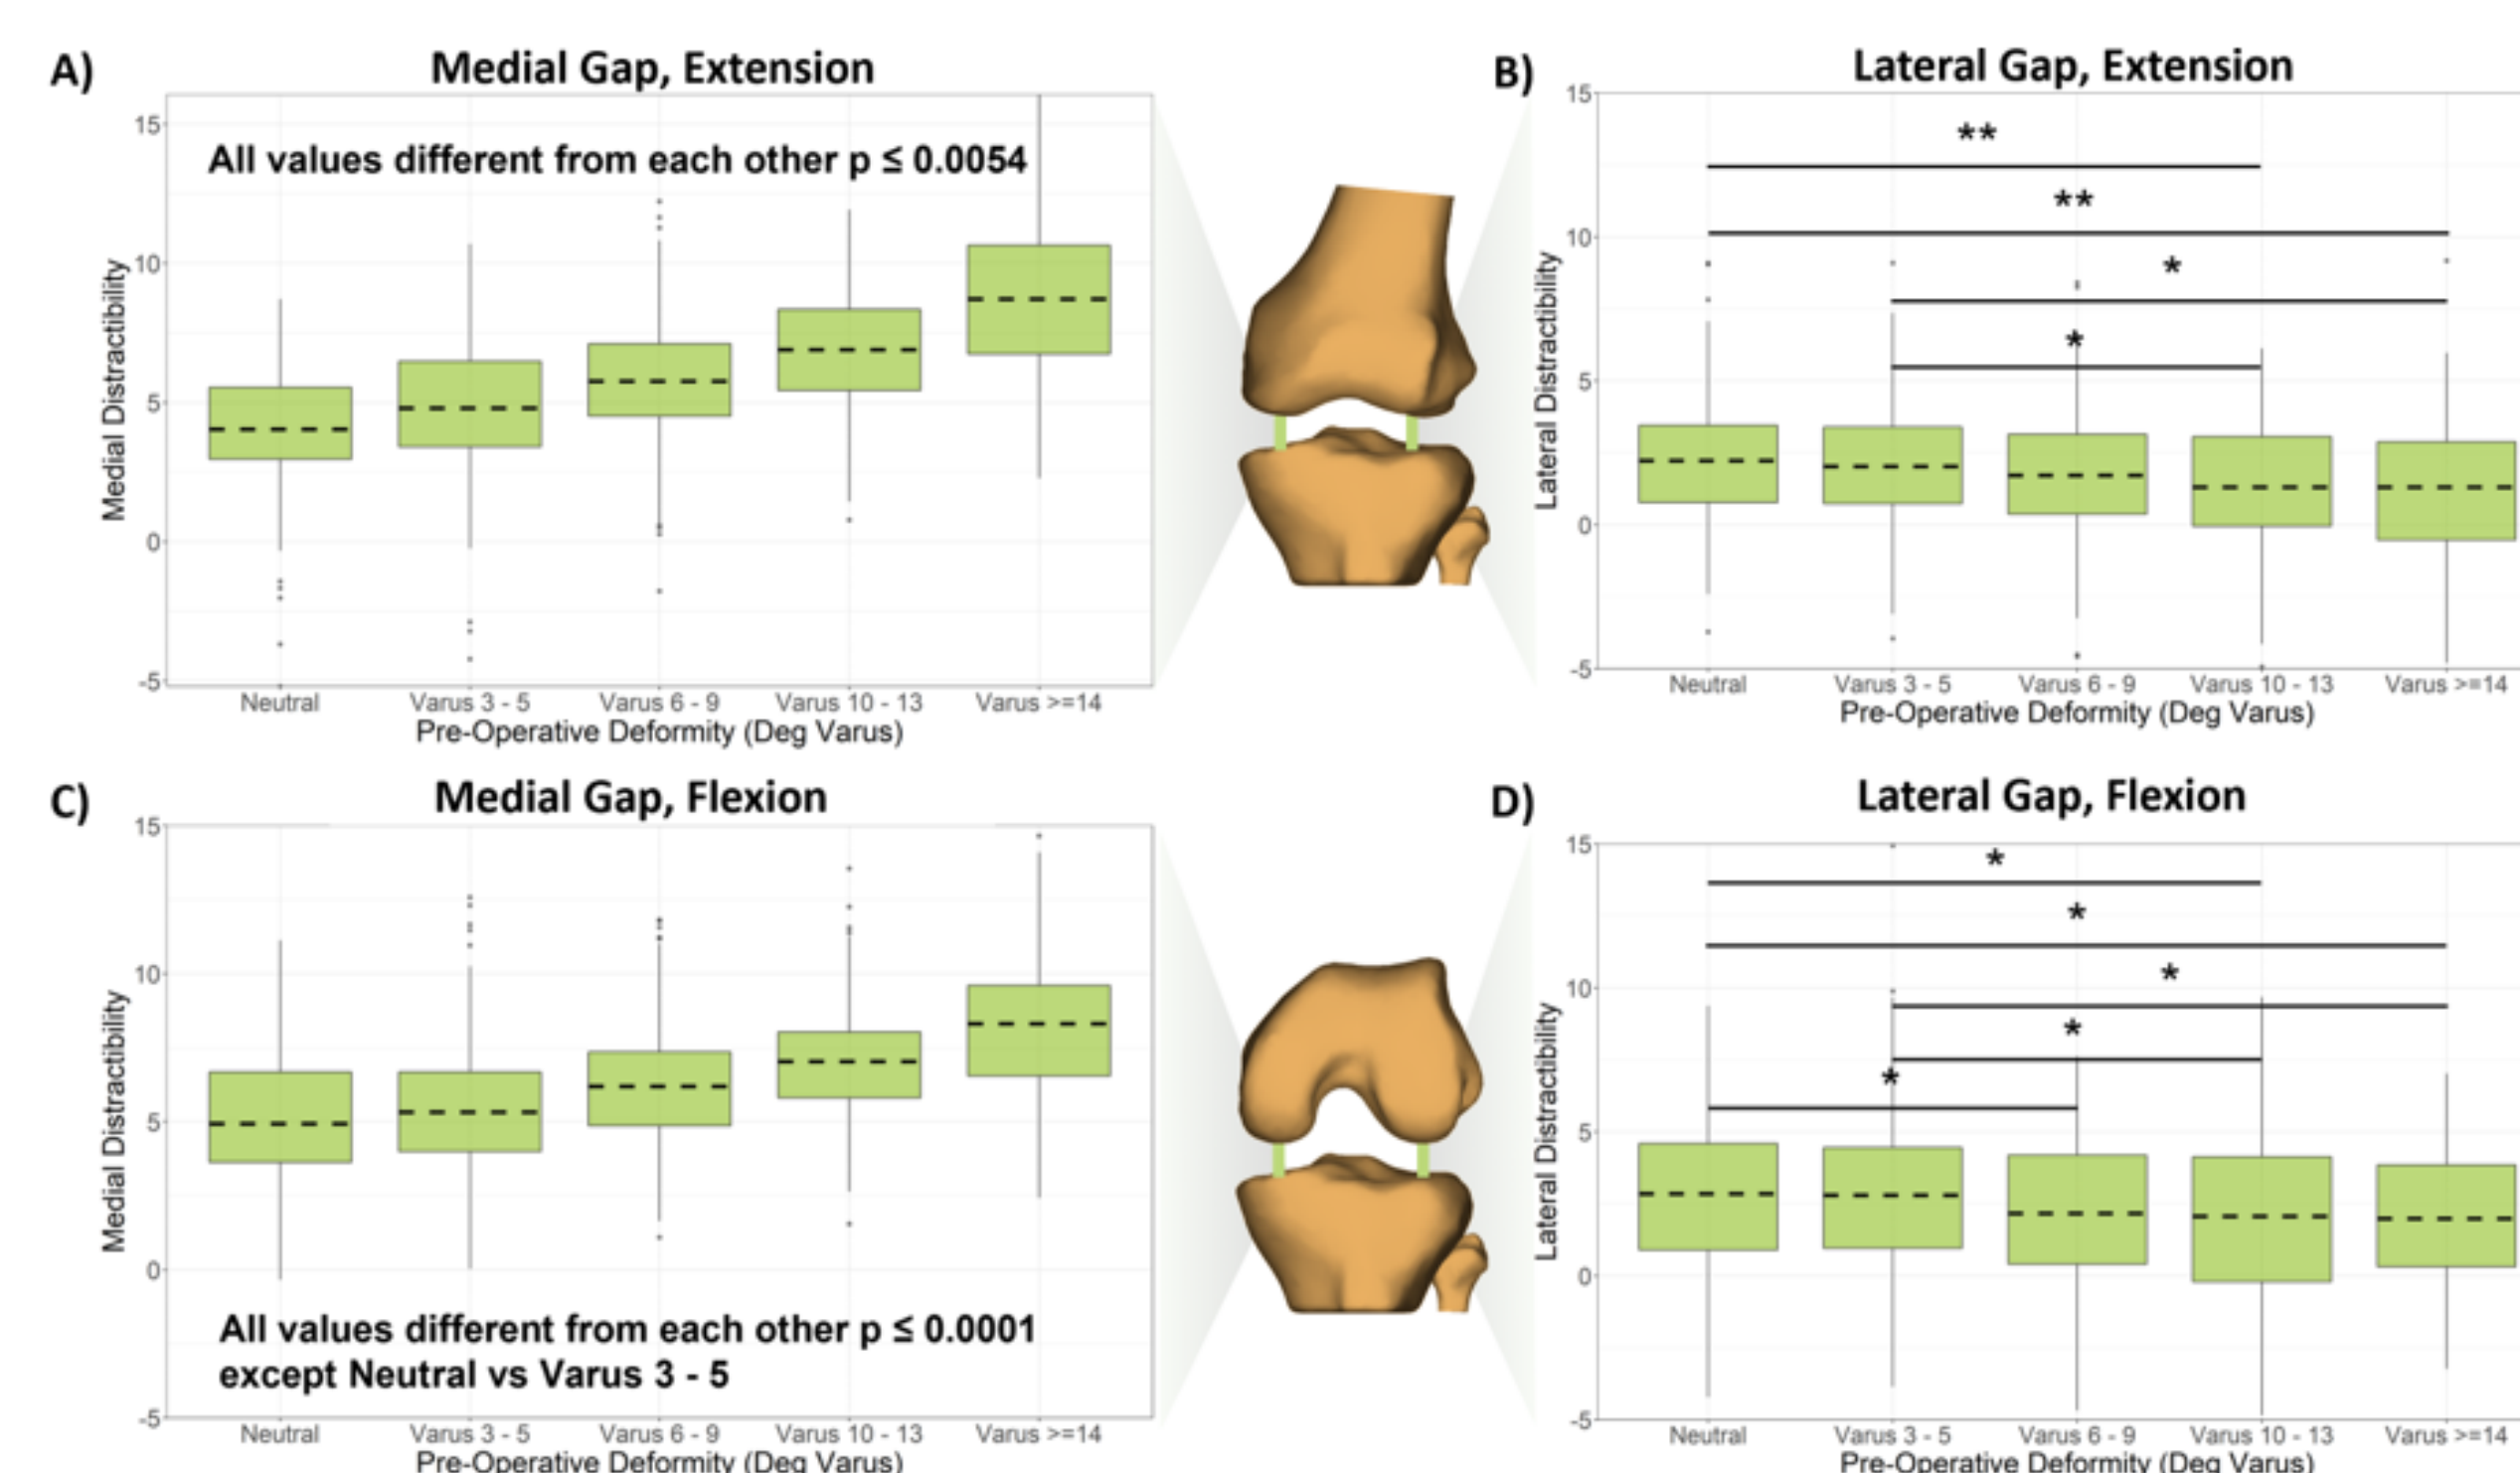 A)
Medial Gap, Extension
15
10
5
0
-5
Medial Distractibility
All values different from each other p ≤ 0.0054
Neutral
Varus 3 - 5
Varus 6 - 9
Varus 10 - 13
Varus >=14
Pre-Operative Deformity (Deg Varus)
B)
Lateral Gap, Extension
15
10
5
0
-5
Lateral Distractibility
**
**
*
*
Neutral
Varus 3 - 5
Varus 6 - 9
Varus 10 - 13
Varus >=14
Pre-Operative Deformity (Deg Varus)
C)
Medial Gap, Flexion
15
10
5
0
-5
Medial Distractibility
All values different from each other p ≤ 0.0001
except Neutral vs Varus 3 - 5
Neutral
Varus 3 - 5
Varus 6 - 9
Varus 10 - 13
Varus >=14
Pre-Operative Deformity (Deg Varus)
D)
Lateral Gap, Flexion
15
10
5
0
-5
Lateral Distractibility
*
*
*
*
*
Neutral
Varus 3 - 5
Varus 6 - 9
Varus 10 - 13
Varus >=14
Pre-Operative Deformity (Deg Varus)